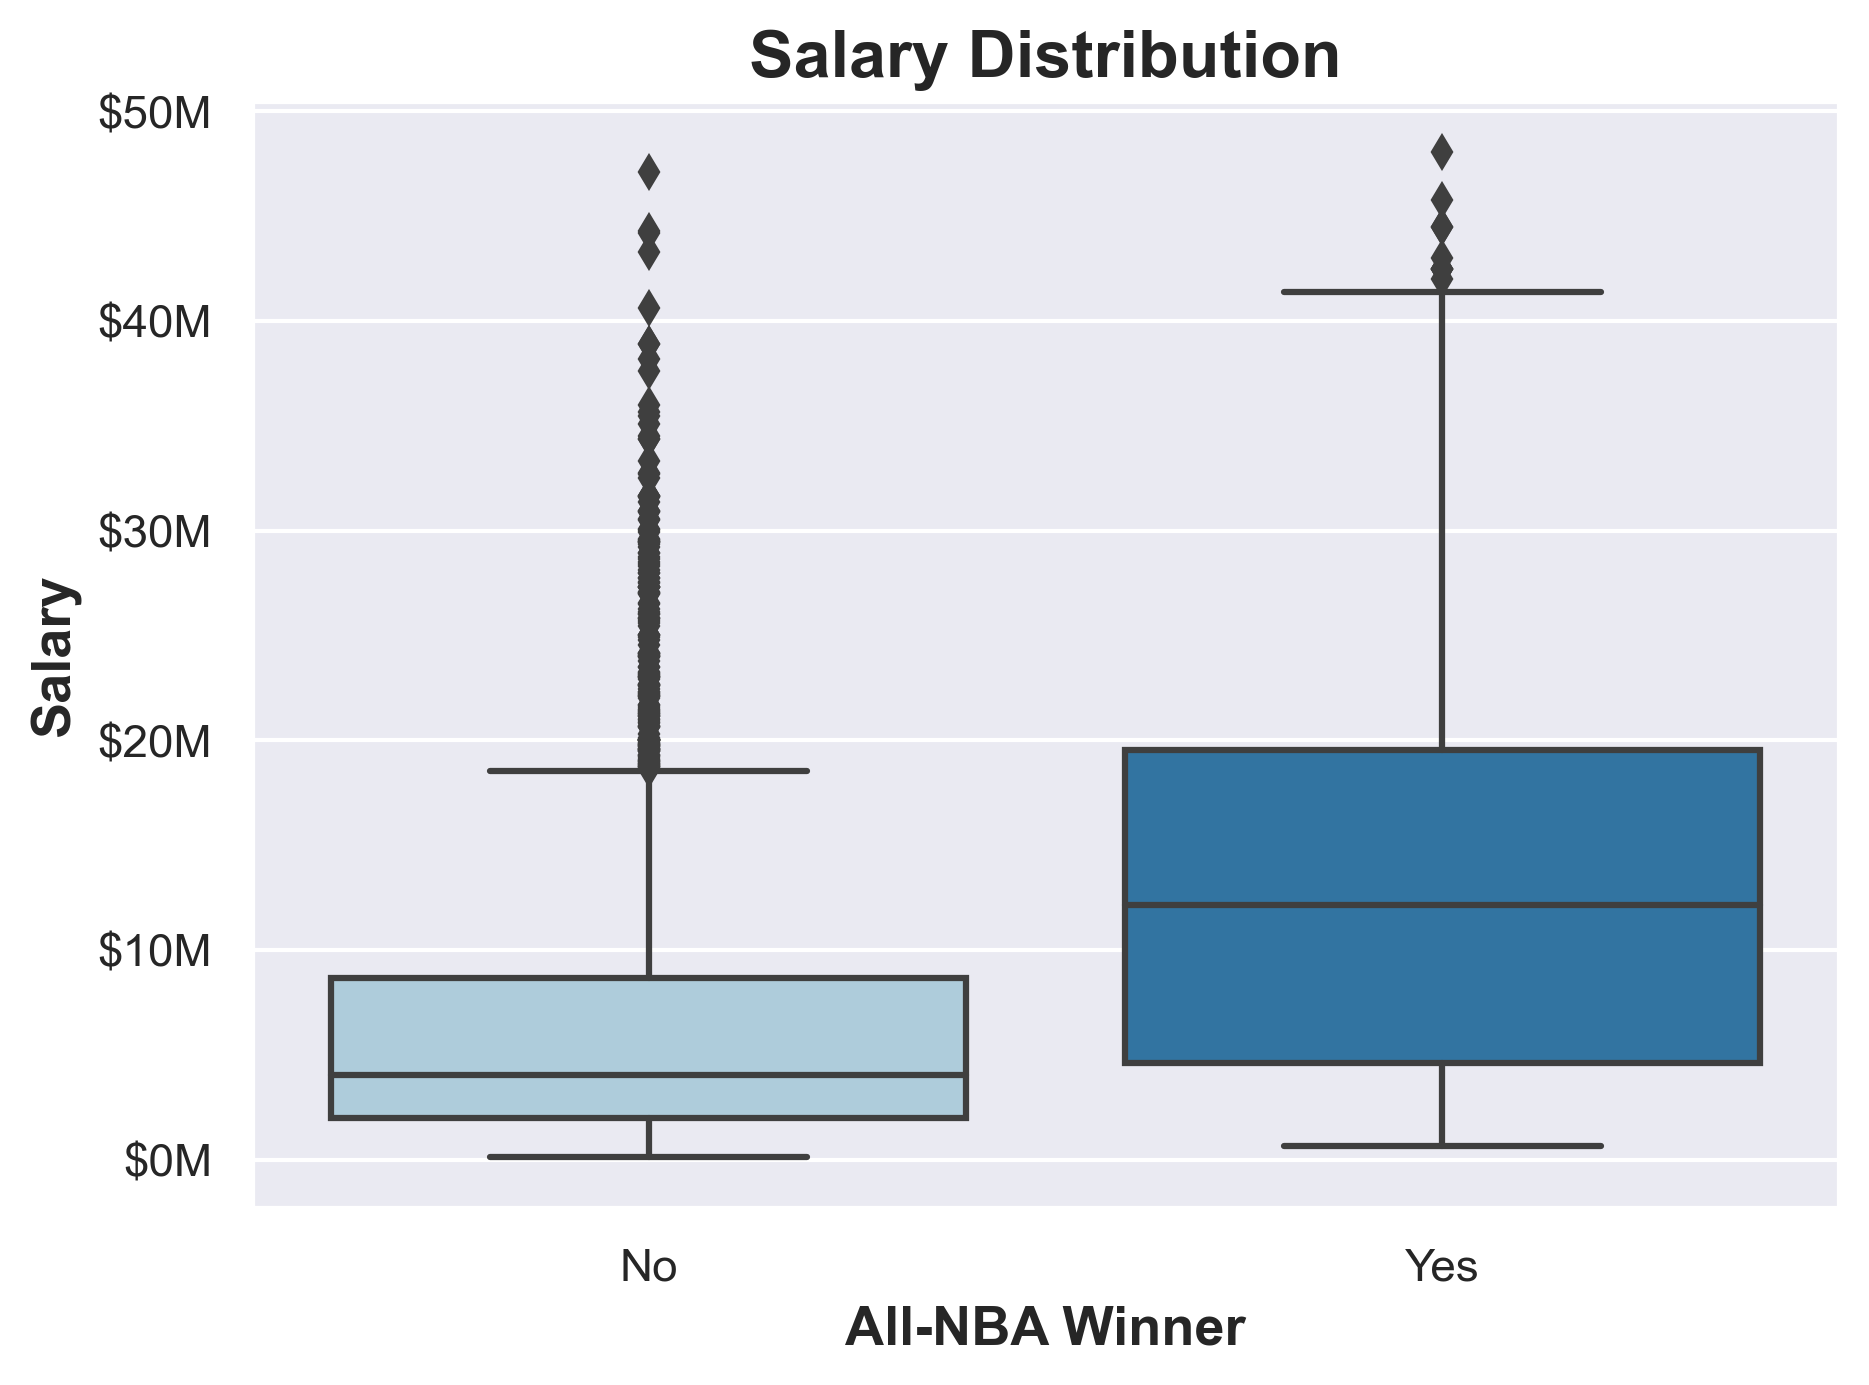 Salary Distribution
$50M
$40M
$30M
$20M
$10M
$0M
Salary
No
Yes
All-NBA Winner